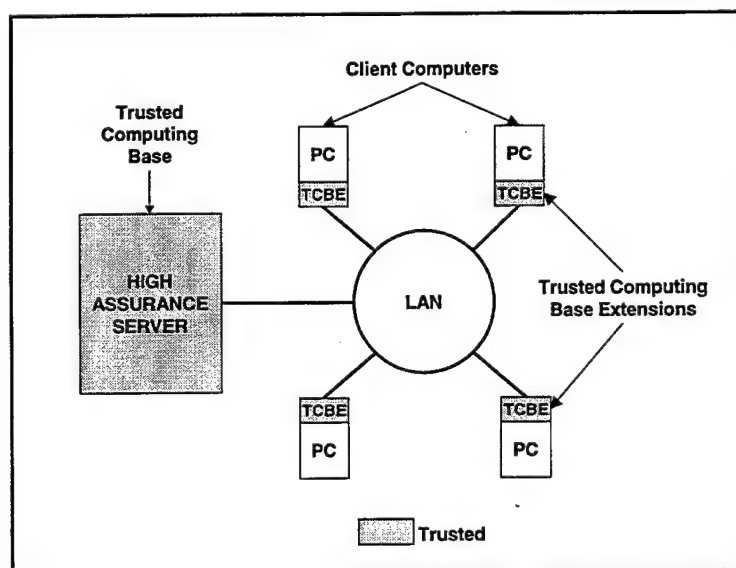 Client Computers
Trusted
Computing
Base
PC
TCBE
PC
TCBE
HIGH
ASSURANCE
SERVER
LAN
Trusted Computing
Base Extensions
TCBE
PC
TCBE
PC
Trusted